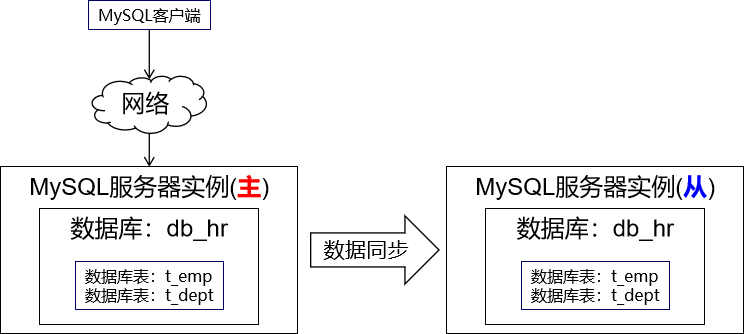 MySQL客户端
网络
MySQL服务器实例(主)
数据库：db_hr
数据库表：t_emp
数据库表：t_dept
数据同步
MySQL服务器实例(从)
数据库：db_hr
数据库表：t_emp
数据库表：t_dept